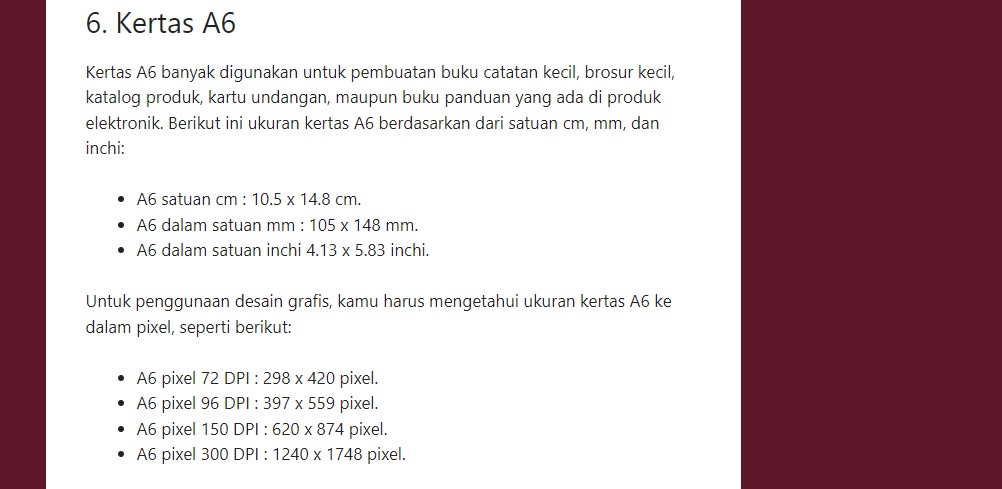 6. Kertas A6
Kertas A6 banyak digunakan untuk pembuatan buku catatan kecil, brosur kecil,
katalog produk, kartu undangan, maupun buku panduan yang ada di produk
elektronik. Berikut ini ukuran kertas A6 berdasarkan dari satuan cm, mm, dan
inchi:
• A6 satuan cm : 10.5 x 14.8 cm.
• A6 dalam satuan mm : 105 x 148 mm.
• A6 dalam satuan inchi 4.13 x 5.83 inchi.
Untuk penggunaan desain grafis, kamu harus mengetahui ukuran kertas A6 ke
dalam pixel, seperti berikut:
• A6 pixel 72 DPI : 298 x 420 pixel.
• A6 pixel 96 DPI : 397 x 559 pixel.
• A6 pixel 150 DPI : 620 x 874 pixel.
• A6 pixel 300 DPI : 1240 x 1748 pixel.